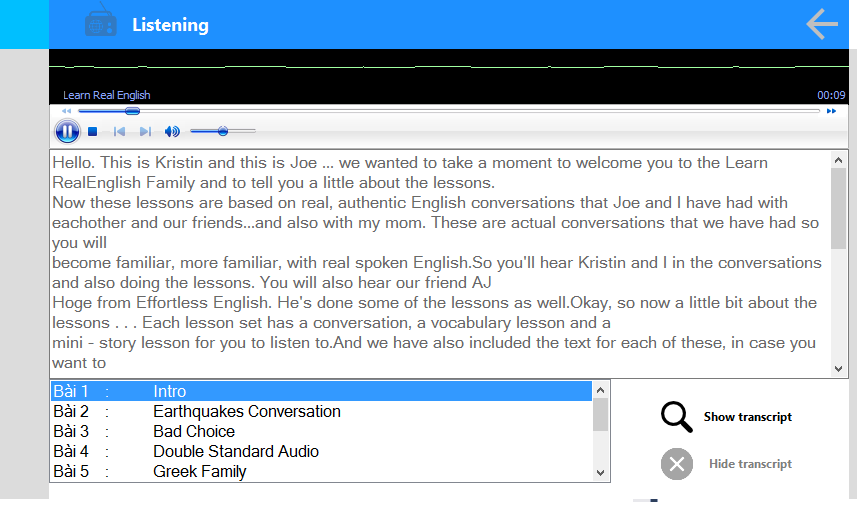 Listening
Learn Real English 00:09
Hello. This is Kristin and this is Joe ... we wanted to take a moment to welcome you to the Learn
RealEnglish Family and to tell you a little about the lessons.
Now these lessons are based on real, authentic English conversations that Joe and I have had with
eachother and our friends...and also with my mom. These are actual conversations that we have had so
you will
become familiar, more familiar, with real spoken English.So you'll hear Kristin and I in the conversations
and also doing the lessons. You will also hear our friend AJ
Hoge from Effortless English. He's done some of the lessons as well.Okay, so now a little bit about the
lessons . . . Each lesson set has a conversation, a vocabulary lesson and a
mini - story lesson for you to listen to.And we have also included the text for each of these, in case you
want to
Bài 1 : Intro
Bài 2 : Earthquakes Conversation
Bài 3 : Bad Choice
Bài 4 : Double Standard Audio
Bài 5 : Greek Family
Show transcript
Hide transcript